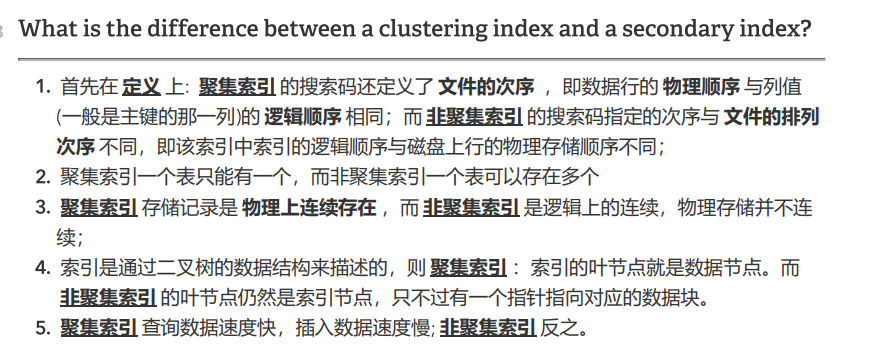 What is the difference between a clustering index and a secondary index?
1. 首先在 定义 上: 聚集索引 的搜索码还定义了 文件的次序 ，即数据行的 物理顺序 与列值
(一般是主键的那一列)的 逻辑顺序 相同；而 非聚集索引 的搜索码指定的次序与 文件的排列
次序 不同，即该索引中索引的逻辑顺序与磁盘上行的物理存储顺序不同；
2. 聚集索引一个表只能有一个，而非聚集索引一个表可以存在多个
3. 聚集索引 存储记录是 物理上连续存在 ，而 非聚集索引 是逻辑上的连续，物理存储并不连
续；
4. 索引是通过二叉树的数据结构来描述的，则 聚集索引 ：索引的叶节点就是数据节点。而
非聚集索引 的叶节点仍然是索引节点，只不过有一个指针指向对应的数据块。
5. 聚集索引 查询数据速度快，插入数据速度慢; 非聚集索引 反之。